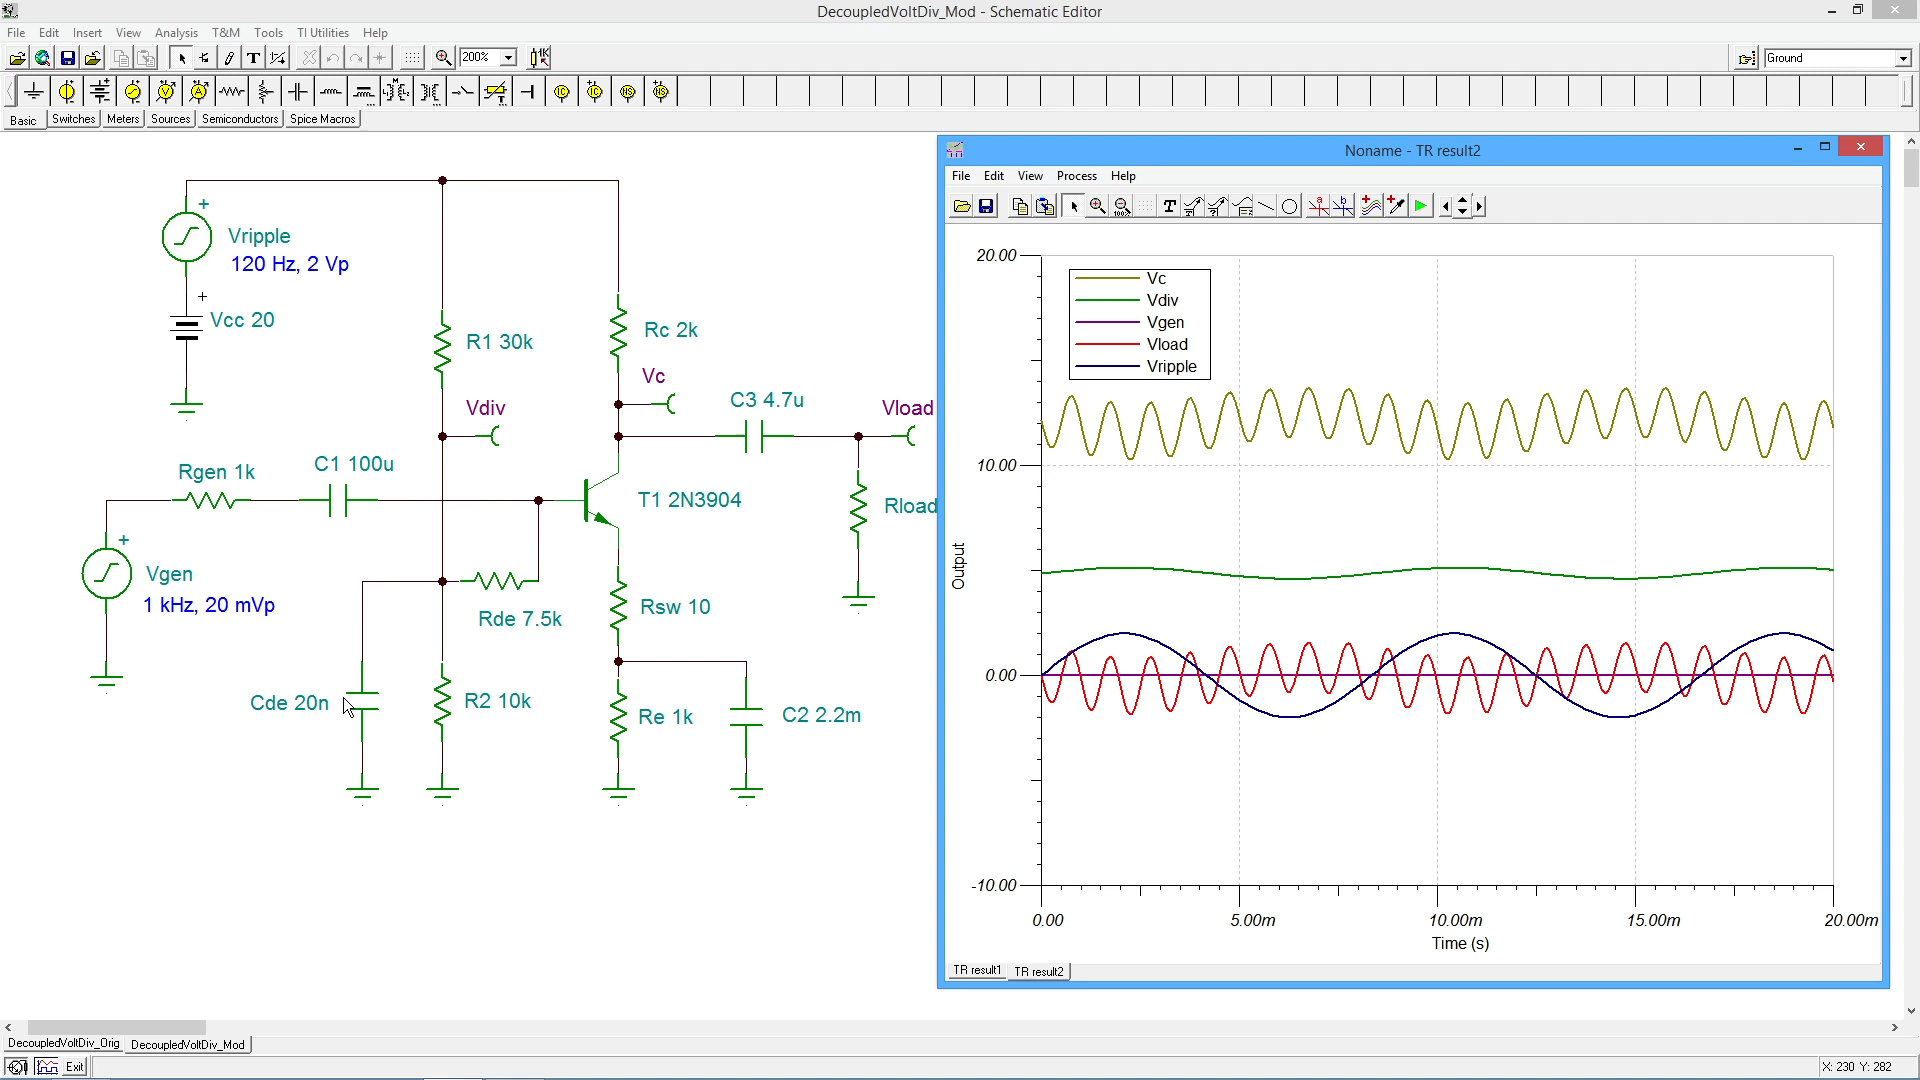 DecoupledVoltDiv_Mod - Schematic Editor
File Edit Insert View Analysis T&M Tools TI Utilities Help
200%
Ground
Basic Switches Meters Sources Semiconductors Spice Macros
+
Vripple
120 Hz, 2 Vp
+
Vcc 20
R1 30k
Rc 2k
Vc
Vdiv
C3 4.7u
Vload
Rgen 1k
C1 100u
T1 2N3904
Rload
+
Vgen
1 kHz, 20 mVp
Rde 7.5k
Rsw 10
Cde 20n
R2 10k
Re 1k
C2 2.2m
Noname - TR result2
File Edit View Process Help
20.00
10.00
0.00
-10.00
Output
Vc
Vdiv
Vgen
Vload
Vripple
0.00 5.00m 10.00m 15.00m 20.00m
Time (s)
TR result1 TR result2
DecoupledVoltDiv_Orig DecoupledVoltDiv_Mod
Exit
X: 230 Y: 282